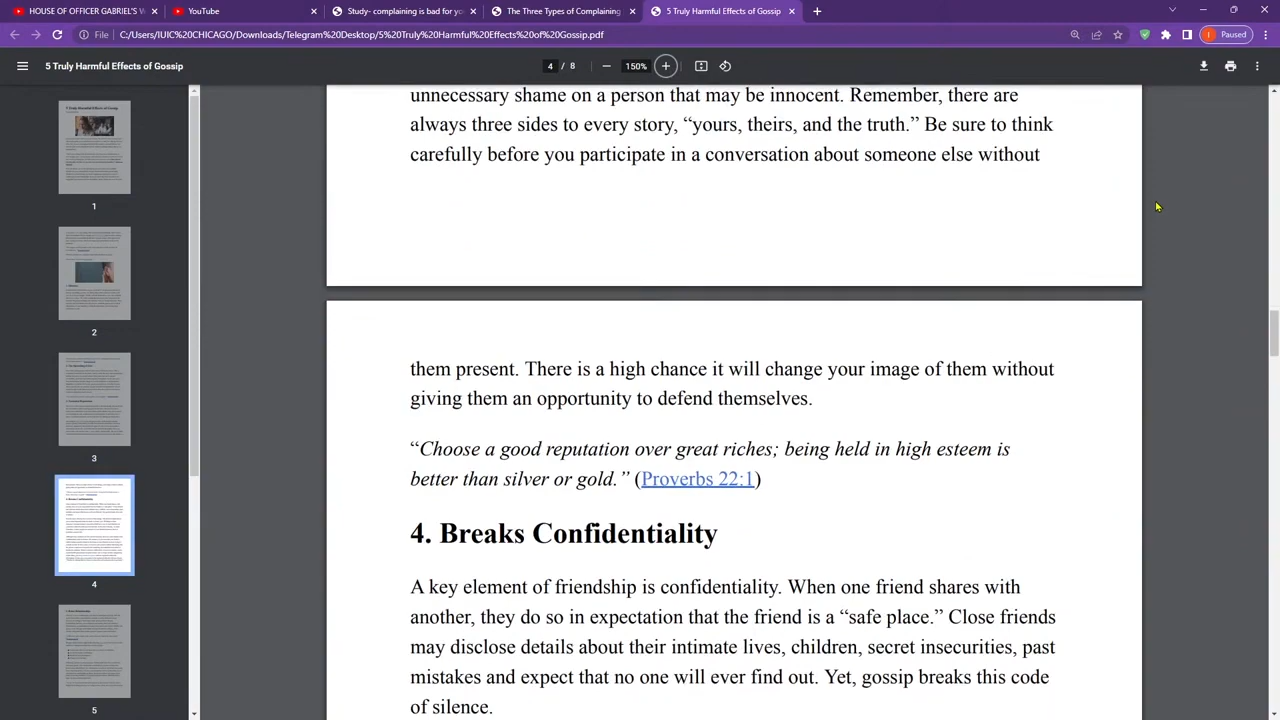 HOUSE OF OFFICER GABRIEL'S
YouTube
Study- complaining is bad for
The Three Types of Complaining
5 Truly Harmful Effects of Gossip
File
C:/Users/IUIC%20CHICAGO/Downloads/Telegram%20Desktop/5%20Truly%20Harmful%20Effects%20of%20Gossip.pdf
I
Paused
5 Truly Harmful Effects of Gossip
4 / 8
150%
unnecessary shame on a person that may be innocent. Remember, there are
always three sides to every story, “yours, theirs, and the truth.” Be sure to think
carefully before you participate in a conversation about someone else without
them present. There is a high chance it will change your image of them without
giving them an opportunity to defend themselves.
“Choose a good reputation over great riches; being held in high esteem is
better than silver or gold.” (Proverbs 22:1)
4. Breaks Confidentiality
A key element of friendship is confidentiality. When one friend shares with
another, they do so in expectation that the friend is a “safe place.” Close friends
may disclose details about their intimate lives, children, secret insecurities, past
mistakes and expect that no one will ever find out. Yet, gossip breaks this code
of silence.
1
2
3
4
5